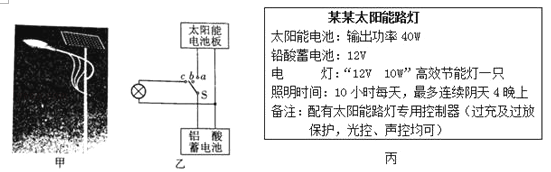 太阳能
电池板
c b a
S
铝 酸
蓄电池
甲
乙
某某太阳能路灯
太阳能电池：输出功率 40W
铅酸蓄电池：12V
电 灯：“12V 10W”高效节能灯一只
照明时间：10 小时每天，最多连续阴天 4 晚上
备注：配有太阳能路灯专用控制器（过充及过放
保护，光控、声控均可）
丙